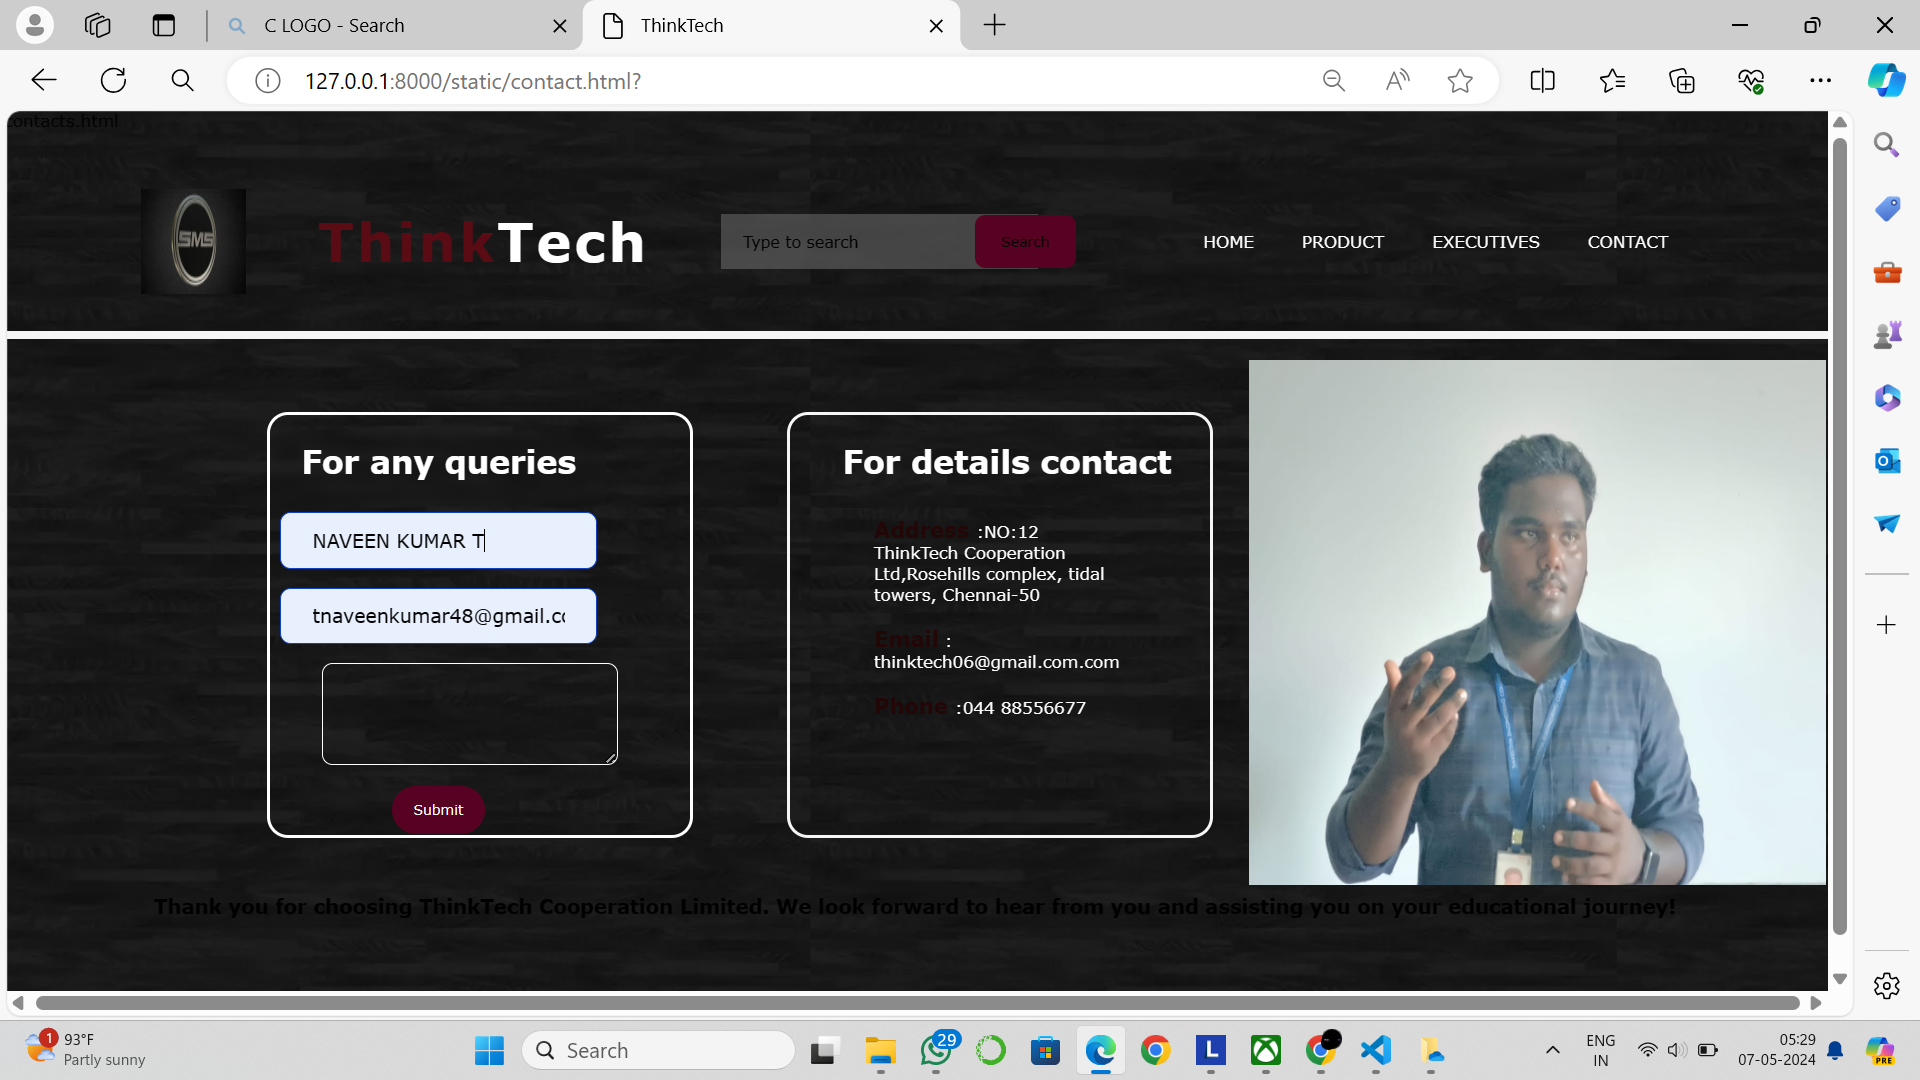 C LOGO - Search
ThinkTech
127.0.0.1:8000/static/contact.html?
ontacts.html
SMS
ThinkTech
Type to search
Search
HOME
PRODUCT
EXECUTIVES
CONTACT
For any queries
NAVEEN KUMAR T
tnaveenkumar48@gmail.co
Submit
For details contact
Address :NO:12
ThinkTech Cooperation
Ltd,Rosehills complex, tidal
towers, Chennai-50
Email :
thinktech06@gmail.com.com
Phone :044 88556677
Thank you for choosing ThinkTech Cooperation Limited. We look forward to hear from you and assisting you on your educational journey!
1
93°F
Partly sunny
Search
29
L
ENG
IN
05:29
07-05-2024
PRE